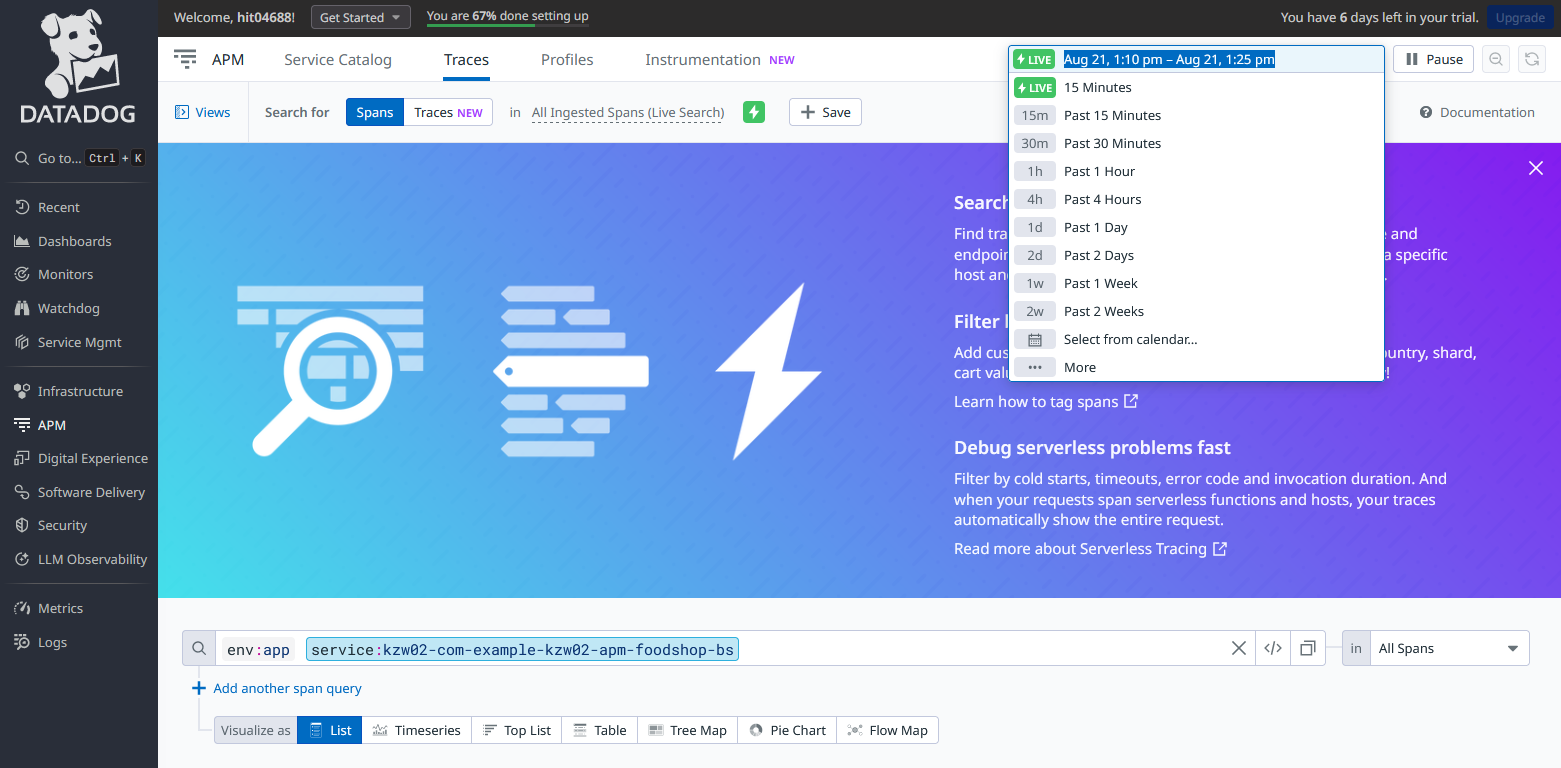 Welcome, hit04688!
Get Started
You are 67% done setting up
You have 6 days left in your trial.
Upgrade
DATADOG
Go to... Ctrl + K
Recent
Dashboards
Monitors
Watchdog
Service Mgmt
Infrastructure
APM
Digital Experience
Software Delivery
Security
LLM Observability
Metrics
Logs
APM
Service Catalog
Traces
Profiles
Instrumentation NEW
LIVE Aug 21, 1:10 pm – Aug 21, 1:25 pm
Pause
LIVE 15 Minutes
15m Past 15 Minutes
30m Past 30 Minutes
1h Past 1 Hour
4h Past 4 Hours
1d Past 1 Day
2d Past 2 Days
1w Past 1 Week
2w Past 2 Weeks
Select from calendar...
More
Views
Search for
Spans
Traces NEW
in
All Ingested Spans (Live Search)
Save
Documentation
Search
and
a specific
host
Add
ountry, shard,
Learn how to tag spans
Debug serverless problems fast
Filter by cold starts, timeouts, error code and invocation duration. And
when your requests span serverless functions and hosts, your traces
automatically show the entire request.
Read more about Serverless Tracing
env:app service:kzw02-com-example-kzw02-apm-foodshop-bs
in
All Spans
Add another span query
Visualize as
List
Timeseries
Top List
Table
Tree Map
Pie Chart
Flow Map